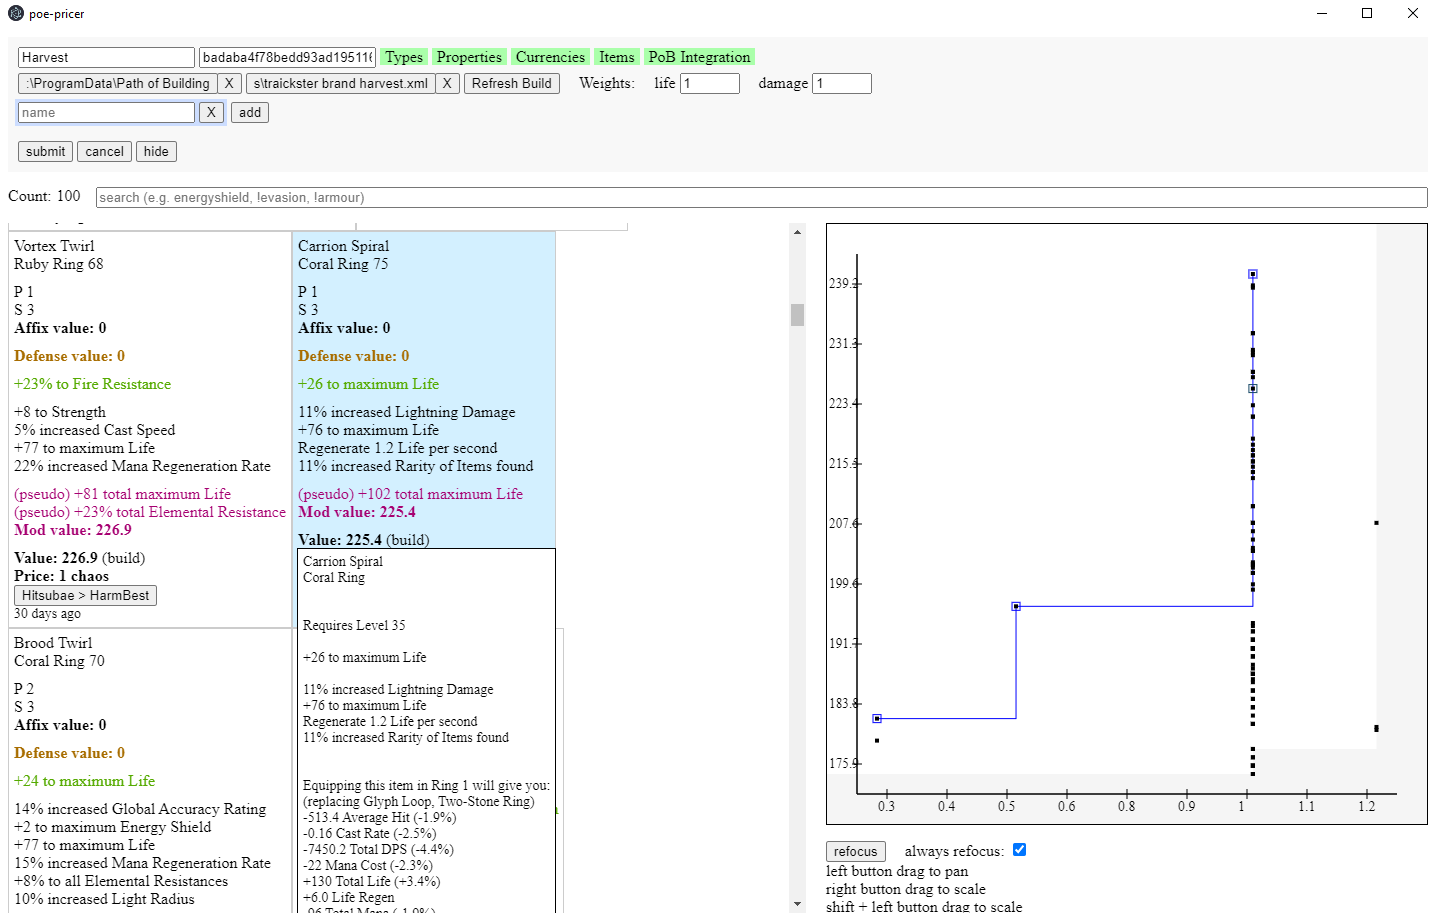 poe-pricer
Harvest badaba4f78bedd93ad19511 Types Properties Currencies Items PoB Integration
:\ProgramData\Path of Building X s\traickster brand harvest.xml X Refresh Build Weights: life 1 damage 1
name X add
submit cancel hide
Count: 100 search (e.g. energyshield, !evasion, !armour)
Vortex Twirl
Ruby Ring 68
P 1
S 3
Affix value: 0
Defense value: 0
+23% to Fire Resistance
+8 to Strength
5% increased Cast Speed
+77 to maximum Life
22% increased Mana Regeneration Rate
(pseudo) +81 total maximum Life
(pseudo) +23% total Elemental Resistance
Mod value: 226.9
Value: 226.9 (build)
Price: 1 chaos
Hitsubae > HarmBest
30 days ago
Carrion Spiral
Coral Ring 75
P 1
S 3
Affix value: 0
Defense value: 0
+26 to maximum Life
11% increased Lightning Damage
+76 to maximum Life
Regenerate 1.2 Life per second
11% increased Rarity of Items found
(pseudo) +102 total maximum Life
Mod value: 225.4
Value: 225.4 (build)
Carrion Spiral
Coral Ring
Requires Level 35
+26 to maximum Life
11% increased Lightning Damage
+76 to maximum Life
Regenerate 1.2 Life per second
11% increased Rarity of Items found
Equipping this item in Ring 1 will give you:
(replacing Glyph Loop, Two-Stone Ring)
-513.4 Average Hit (-1.9%)
-0.16 Cast Rate (-2.5%)
-7450.2 Total DPS (-4.4%)
-22 Mana Cost (-2.3%)
+130 Total Life (+3.4%)
+6.0 Life Regen
-96 Total Mana (-1.9%)
Brood Twirl
Coral Ring 70
P 2
S 3
Affix value: 0
Defense value: 0
+24 to maximum Life
14% increased Global Accuracy Rating
+2 to maximum Energy Shield
+77 to maximum Life
15% increased Mana Regeneration Rate
+8% to all Elemental Resistances
10% increased Light Radius
239.2
231.3
223.4
215.5
207.6
199.6
191.7
183.8
175.9
0.3 0.4 0.5 0.6 0.7 0.8 0.9 1 1.1 1.2
refocus always refocus:
left button drag to pan
right button drag to scale
shift + left button drag to scale